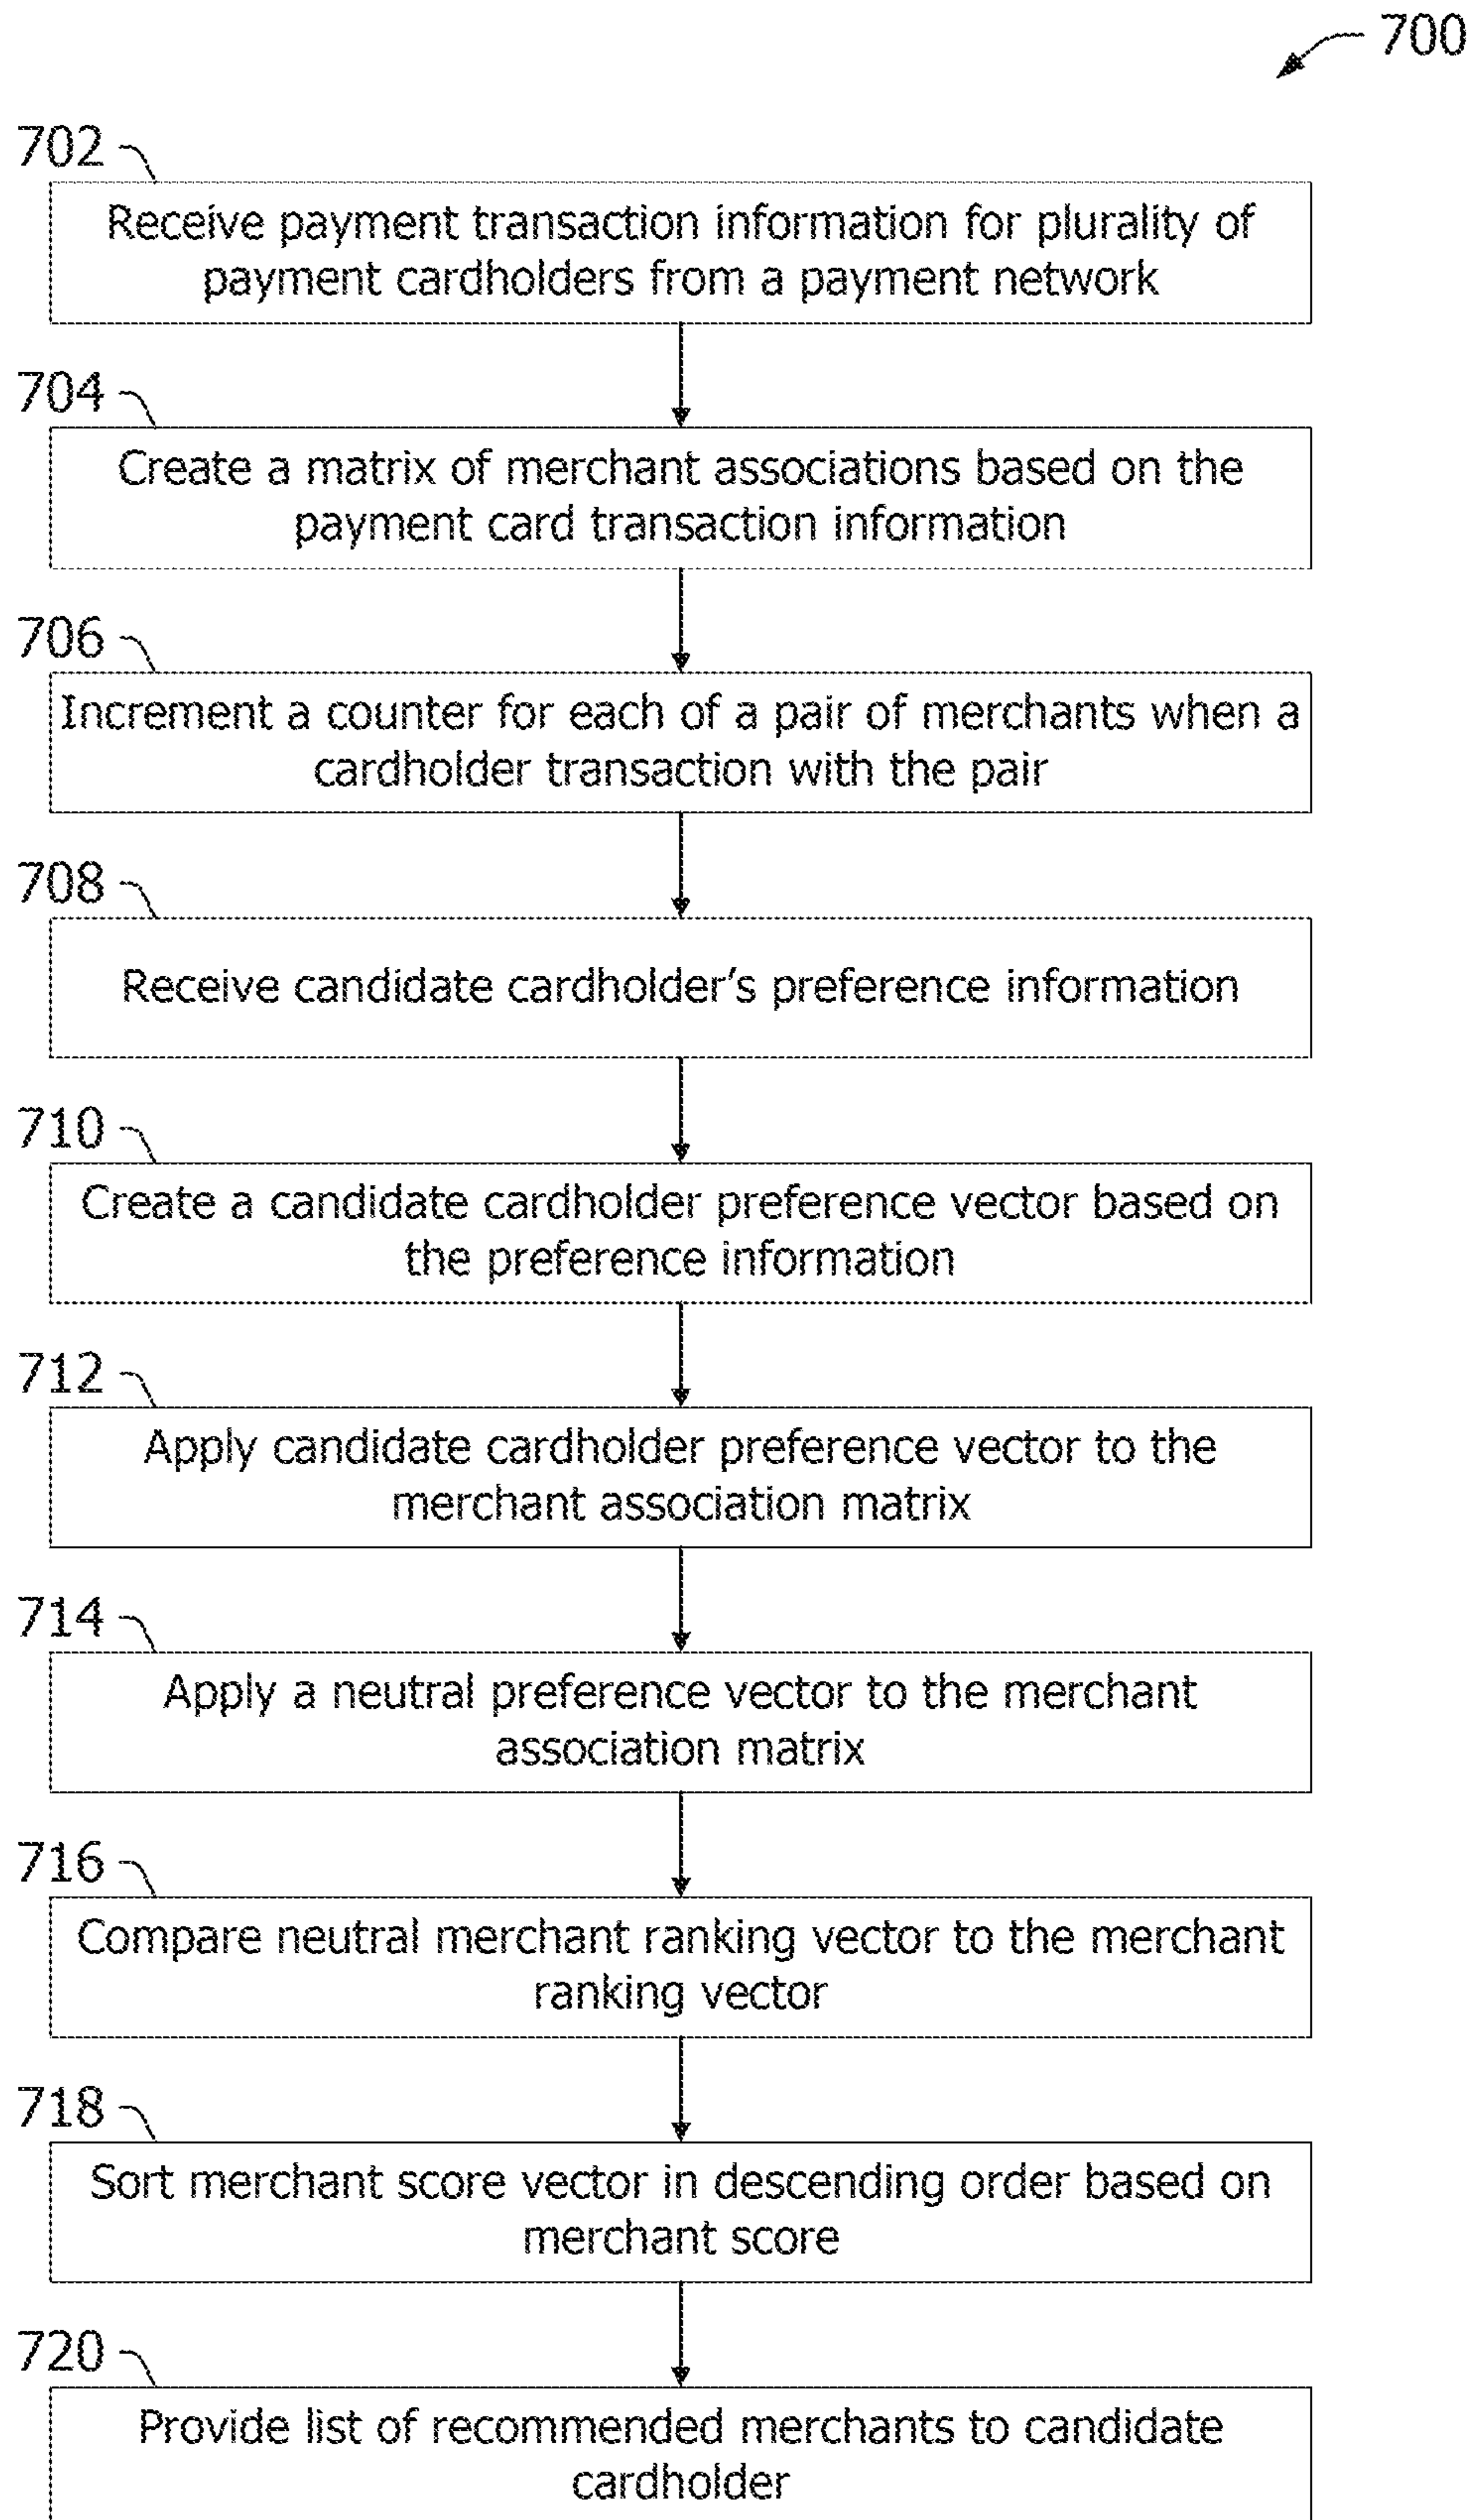 700
702
Receive payment transaction information for plurality of
payment cardholders from a payment network
704
Create a matrix of merchant associations based on the
payment card transaction information
706
Increment a counter for each of a pair of merchants when a
cardholder transaction with the pair
708
Receive candidate cardholder's preference information
710
Create a candidate cardholder preference vector based on
the preference information
712
Apply candidate cardholder preference vector to the
merchant association matrix
714
Apply a neutral preference vector to the merchant
association matrix
716
Compare neutral merchant ranking vector to the merchant
ranking vector
718
Sort merchant score vector in descending order based on
merchant score
720
Provide list of recommended merchants to candidate
cardholder